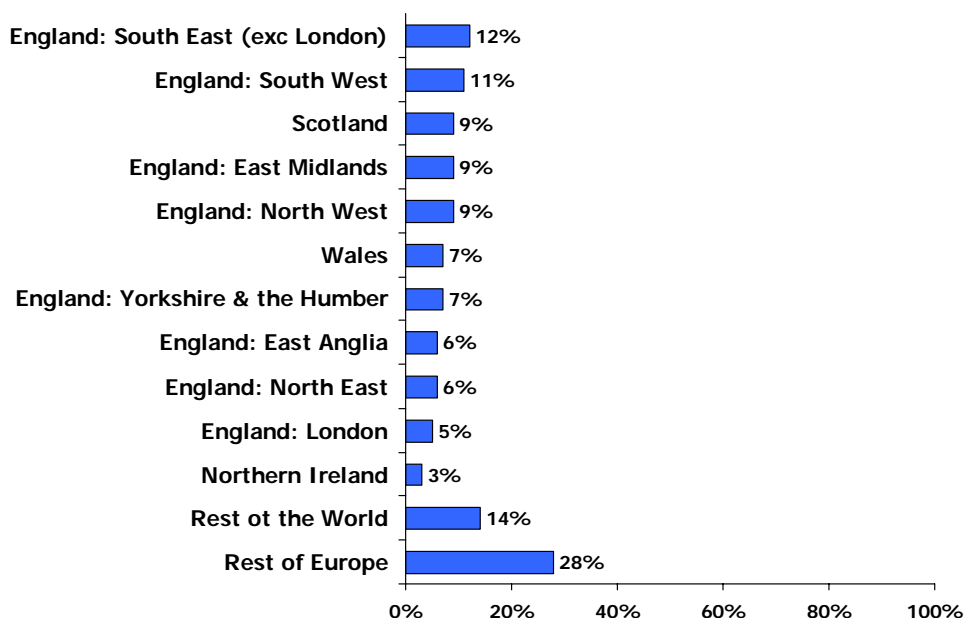 England: South East (exc London) 12%
England: South West 11%
Scotland 9%
England: East Midlands 9%
England: North West 9%
Wales 7%
England: Yorkshire & the Humber 7%
England: East Anglia 6%
England: North East 6%
England: London 5%
Northern Ireland 3%
Rest ot the World 14%
Rest of Europe 28%
0% 20% 40% 60% 80% 100%